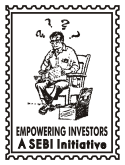 EMPOWERING INVESTORS
A SEBI Initiative